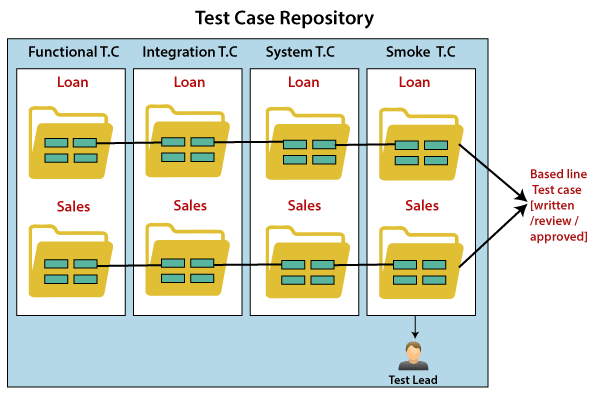 Test Case Repository
Functional T.C
Integration T.C
System T.C
Smoke T.C
Loan
Loan
Loan
Loan
Sales
Sales
Sales
Sales
Based line
Test case
[written
/review /
approved]
Test Lead